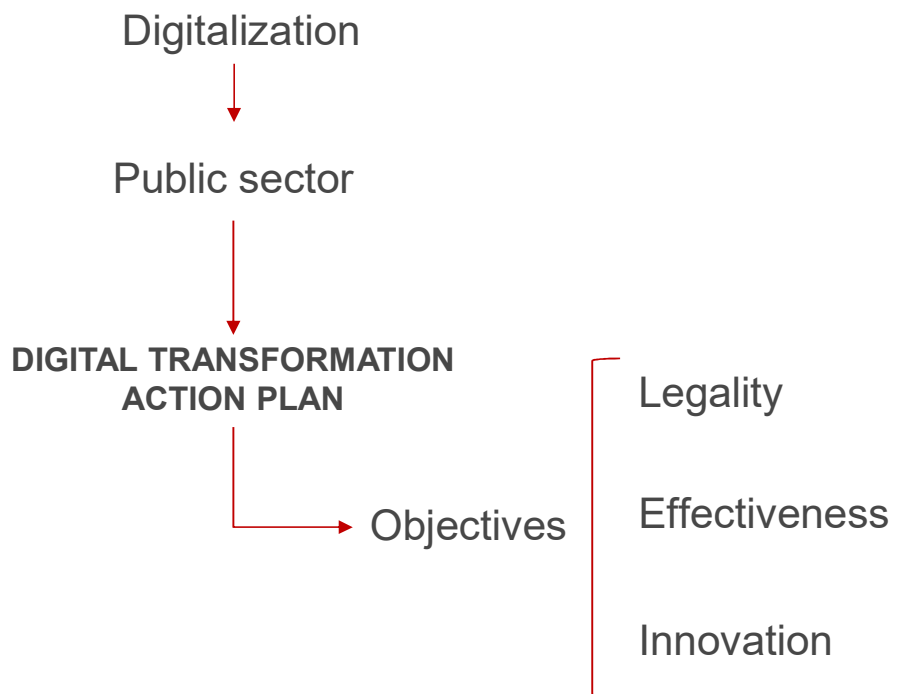 Digitalization
Public sector
DIGITAL TRANSFORMATION
ACTION PLAN
Objectives
Legality
Effectiveness
Innovation